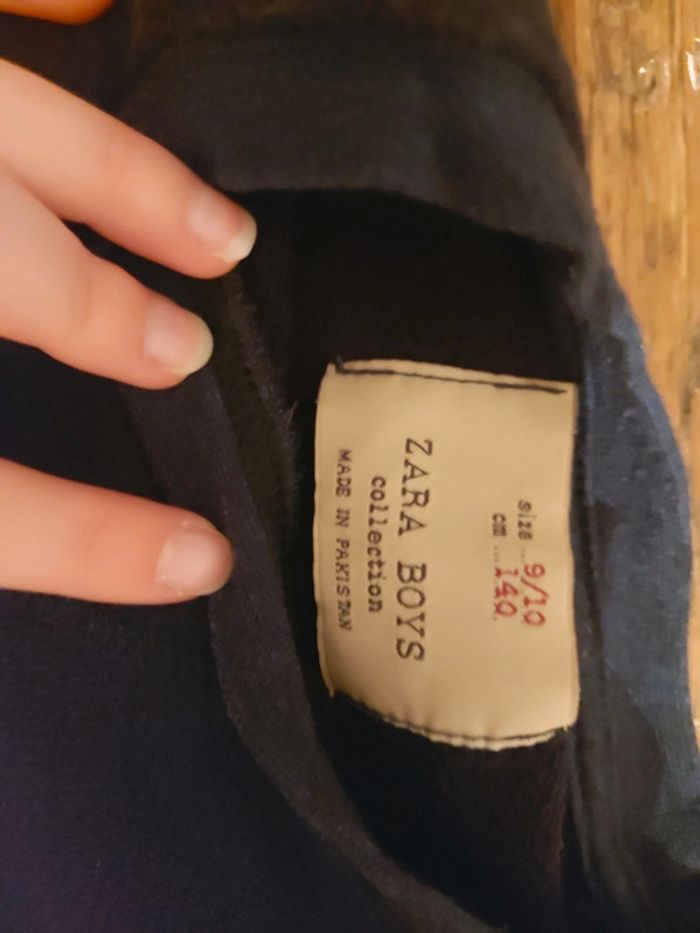 size ... 9/10
cm ... 140
ZARA BOYS
collection
MADE IN PAKISTAN